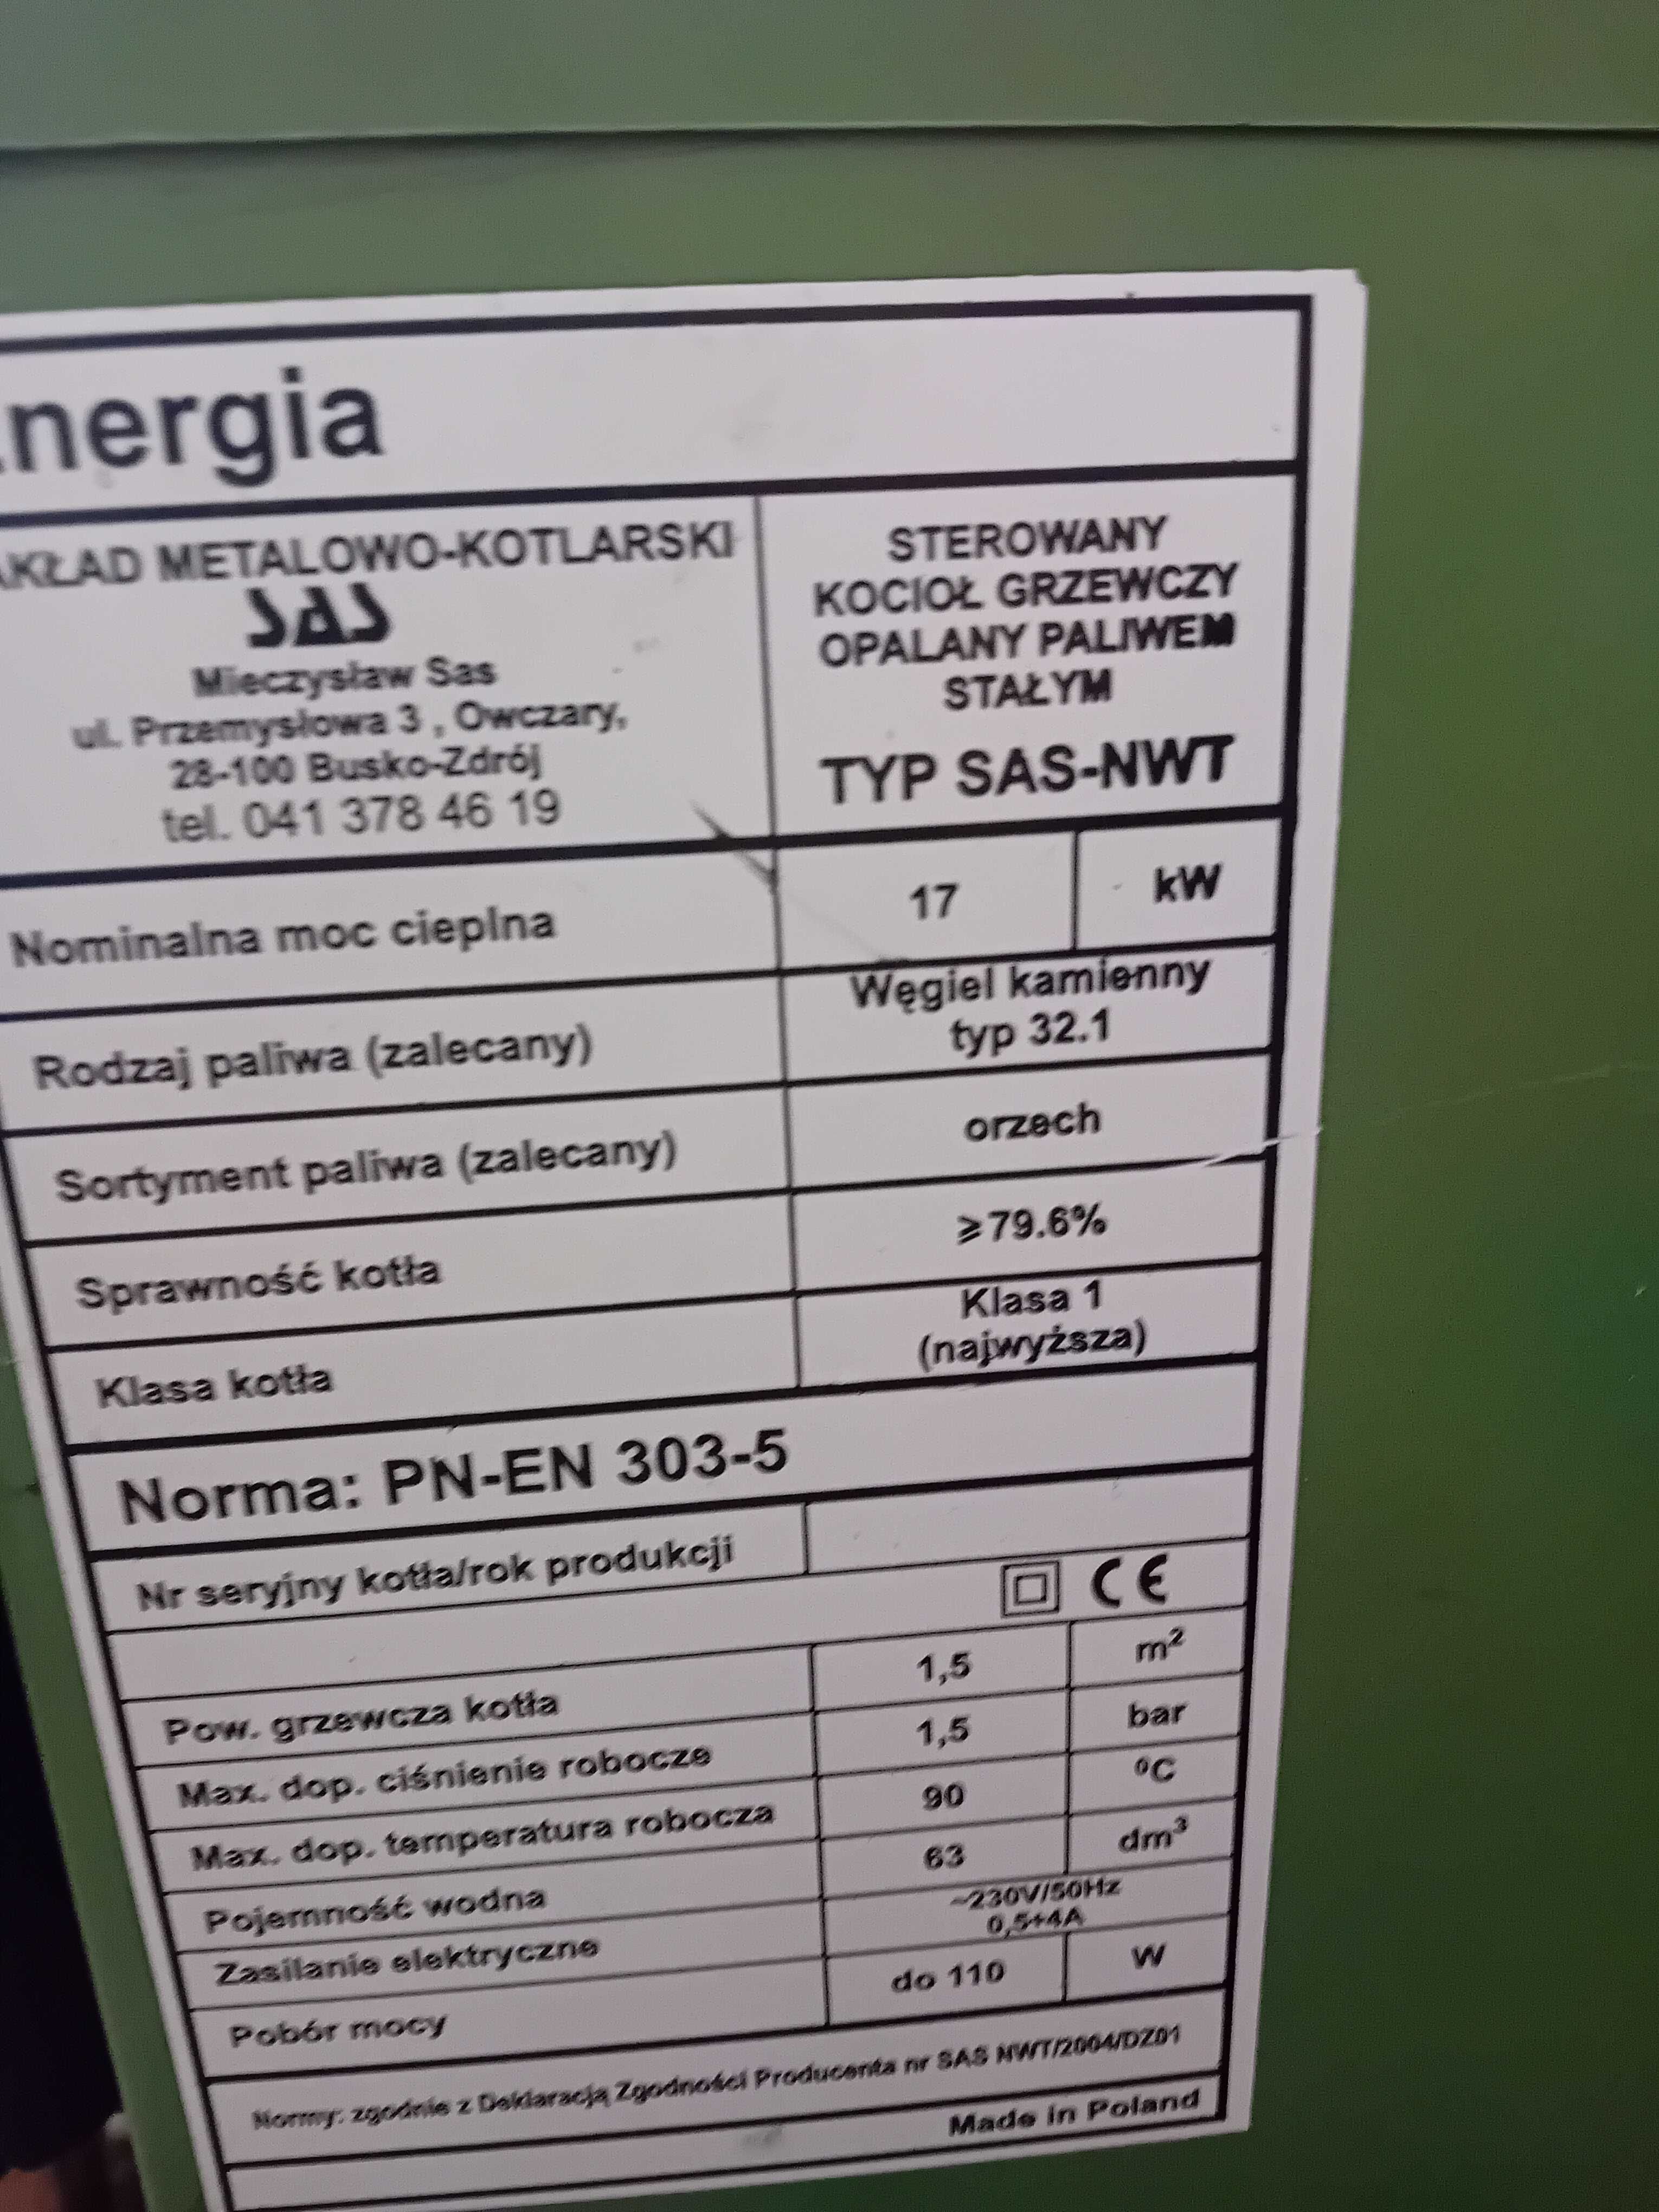 nergia
AKŁAD METALOWO-KOTLARSKI
SAS
Mieczysław Sas
ul. Przemysłowa 3 , Owczary,
28-100 Busko-Zdrój
tel. 041 378 46 19
STEROWANY
KOCIOŁ GRZEWCZY
OPALANY PALIWEM
STAŁYM
TYP SAS-NWT
Nominalna moc cieplna 17 kW
Rodzaj paliwa (zalecany) Węgiel kamienny
typ 32.1
Sortyment paliwa (zalecany) orzech
Sprawność kotła ≥79.6%
Klasa kotła Klasa 1
(najwyższa)
Norma: PN-EN 303-5
Nr seryjny kotła/rok produkcji
CE
Pow. grzewcza kotła 1,5 m²
Max. dop. ciśnienie robocze 1,5 bar
Max. dop. temperatura robocza 90 ⁰C
Pojemność wodna 63 dm³
Zasilanie elektryczne ~230V/50Hz
0,5÷4A
Pobór mocy do 110 W
Normy: zgodnie z Deklaracją Zgodności Producenta nr SAS NWT/2004/DZ01
Made in Poland